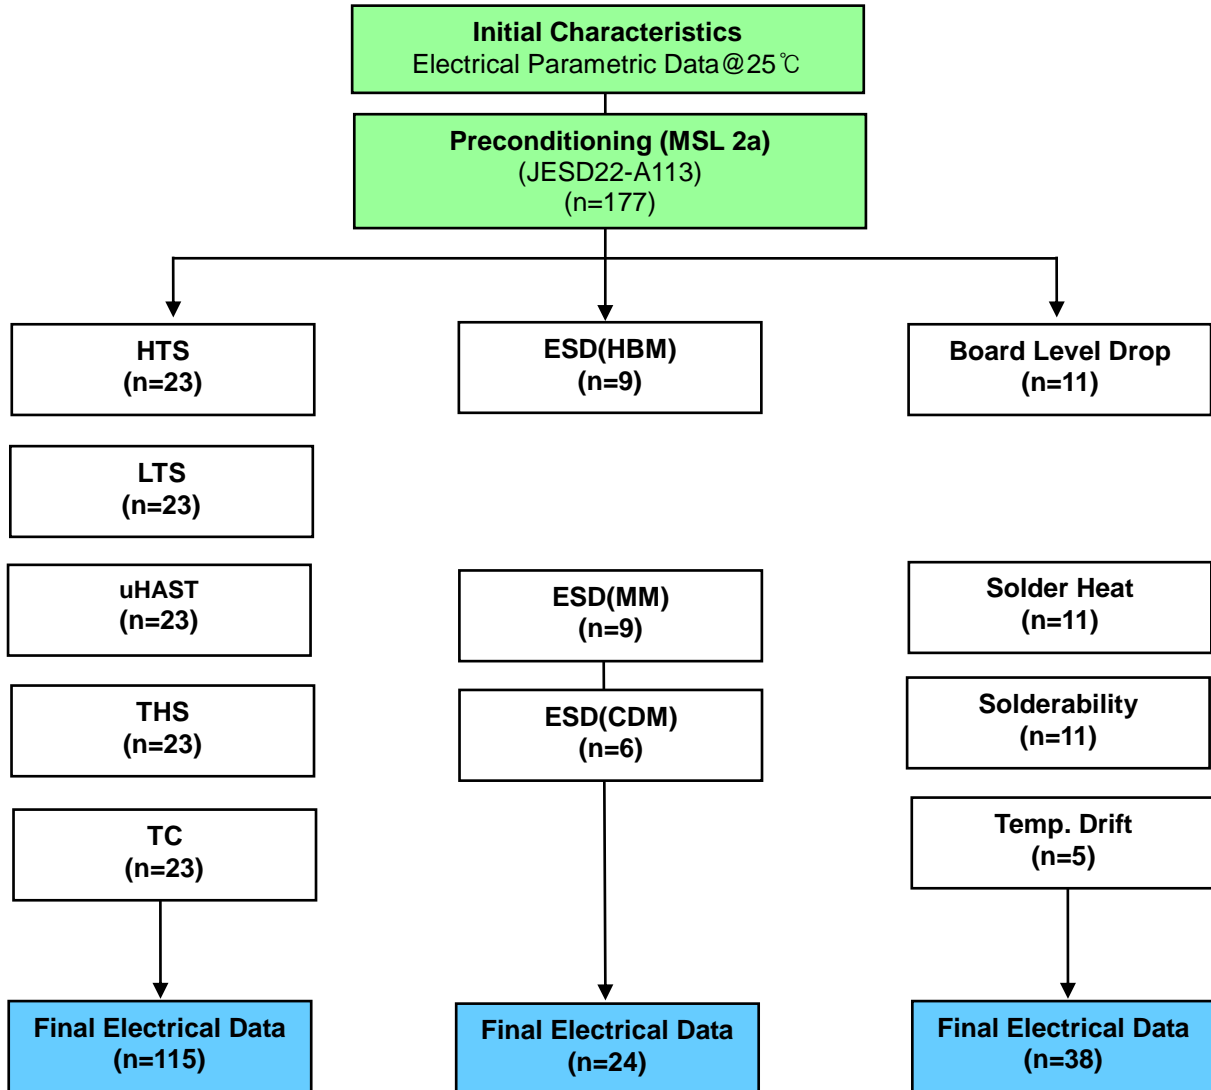 Initial Characteristics
Electrical Parametric Data@25℃
Preconditioning (MSL 2a)
(JESD22-A113)
(n=177)
HTS
(n=23)
LTS
(n=23)
uHAST
(n=23)
THS
(n=23)
TC
(n=23)
Final Electrical Data
(n=115)
ESD(HBM)
(n=9)
ESD(MM)
(n=9)
ESD(CDM)
(n=6)
Final Electrical Data
(n=24)
Board Level Drop
(n=11)
Solder Heat
(n=11)
Solderability
(n=11)
Temp. Drift
(n=5)
Final Electrical Data
(n=38)